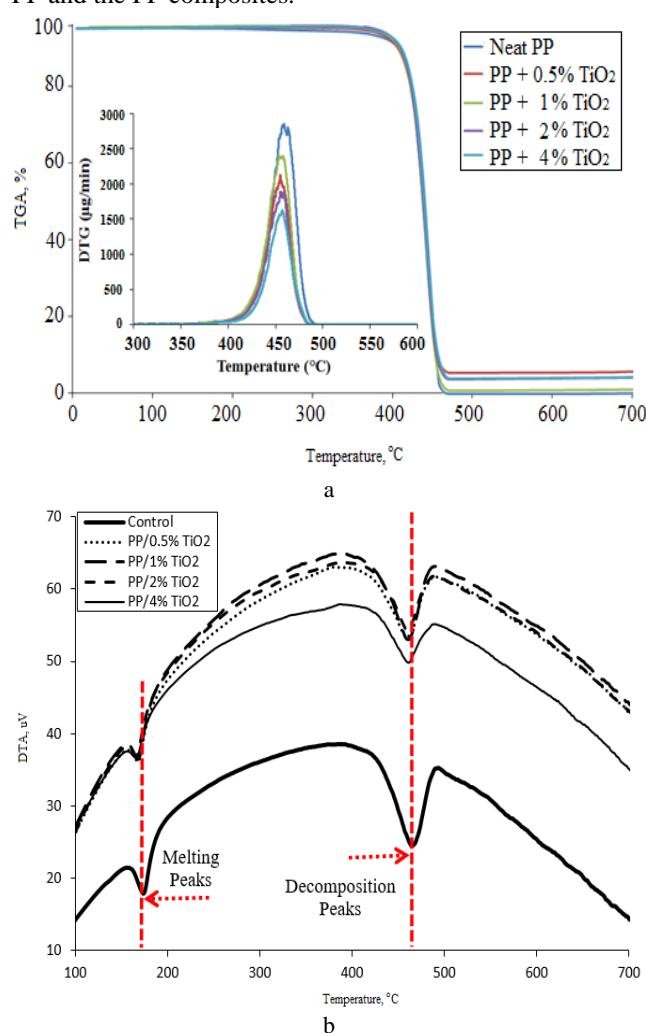 PP and the PP composites.
100
80
60
40
20
0
TGA, %
0
100
200
300
400
500
600
700
Temperature, °C
Neat PP
PP + 0.5% TiO2
PP + 1% TiO2
PP + 2% TiO2
PP + 4% TiO2
3000
2500
2000
1500
1000
500
0
DTG (µg/min)
300
350
400
450
500
550
600
Temperature (°C)
a
70
60
50
40
30
20
10
DTA, uV
Control
PP/0.5% TiO2
PP/1% TiO2
PP/2% TiO2
PP/4% TiO2
Melting
Peaks
Decomposition
Peaks
100
200
300
400
500
600
700
Temperature, °C
b